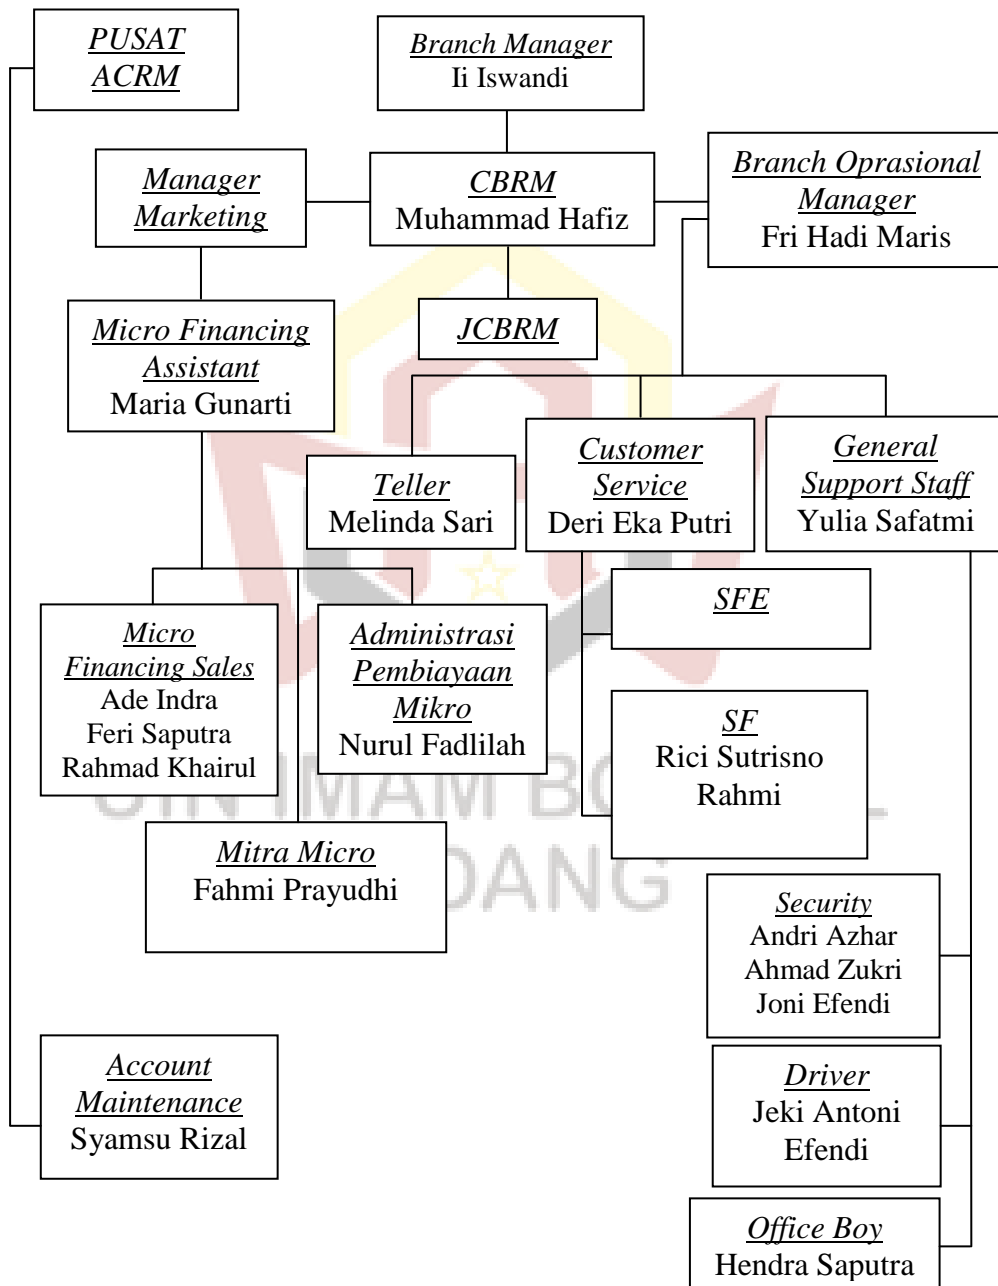 PUSAT
ACRM
Branch Manager
Ii Iswandi
Manager
Marketing
CBRM
Muhammad Hafiz
Branch Oprasional
Manager
Fri Hadi Maris
Micro Financing
Assistant
Maria Gunarti
JCBRM
Teller
Melinda Sari
Customer
Service
Deri Eka Putri
General
Support Staff
Yulia Safatmi
SFE
Micro
Financing Sales
Ade Indra
Feri Saputra
Rahmad Khairul
Administrasi
Pembiayaan
Mikro
Nurul Fadlilah
SF
Rici Sutrisno
Rahmi
UIN IMAM
Mitra Micro
Fahmi Prayudhi
Security
Andri Azhar
Ahmad Zukri
Joni Efendi
Account
Maintenance
Syamsu Rizal
Driver
Jeki Antoni
Efendi
Office Boy
Hendra Saputra